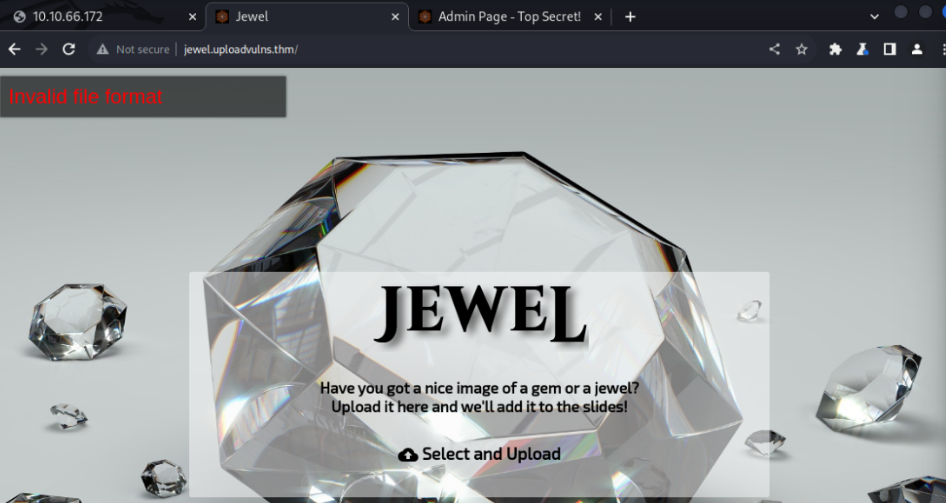 10.10.66.172
Jewel
Admin Page - Top Secret!
Not secure
jewel.uploadvulns.thm/
Invalid file format
JEWEL
Have you got a nice image of a gem or a jewel?
Upload it here and we'll add it to the slides!
Select and Upload